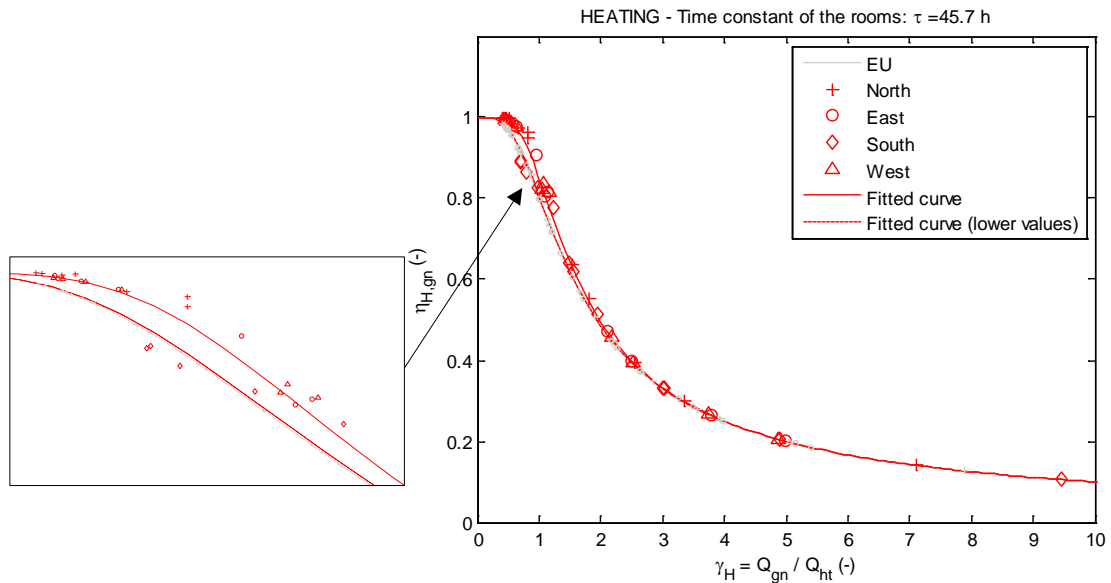 HEATING - Time constant of the rooms: τ =45.7 h
EU
North
East
South
West
Fitted curve
Fitted curve (lower values)
η_H,gn (-)
1
0.8
0.6
0.4
0.2
0
0 1 2 3 4 5 6 7 8 9 10
γ_H = Q_gn / Q_ht (-)